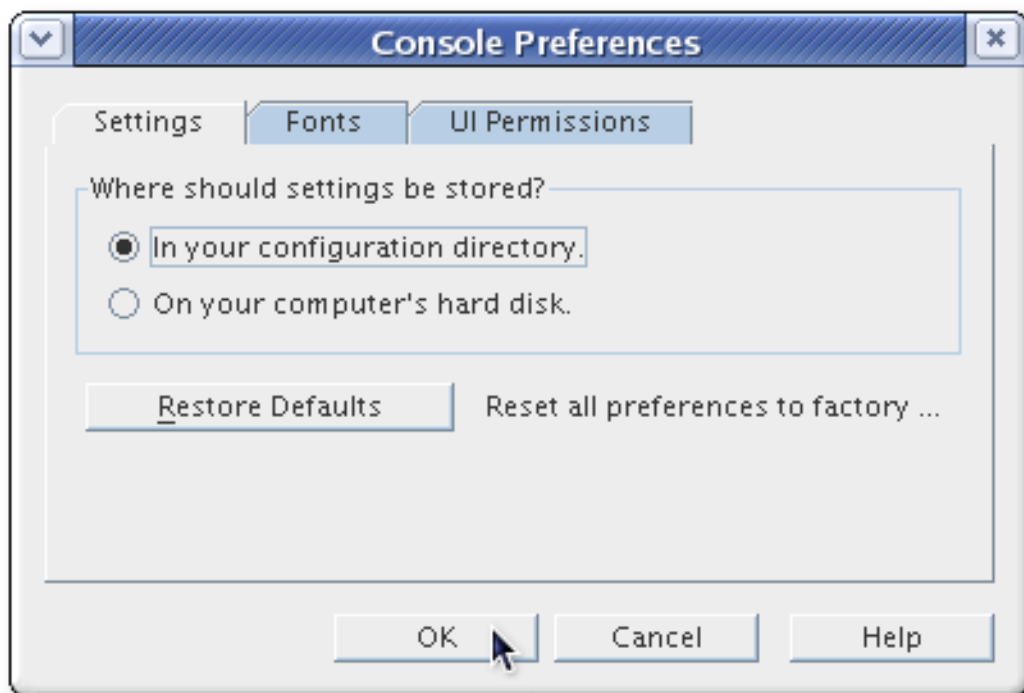 Console Preferences
Settings Fonts UI Permissions
Where should settings be stored?
In your configuration directory.
On your computer's hard disk.
Restore Defaults Reset all preferences to factory ...
OK Cancel Help